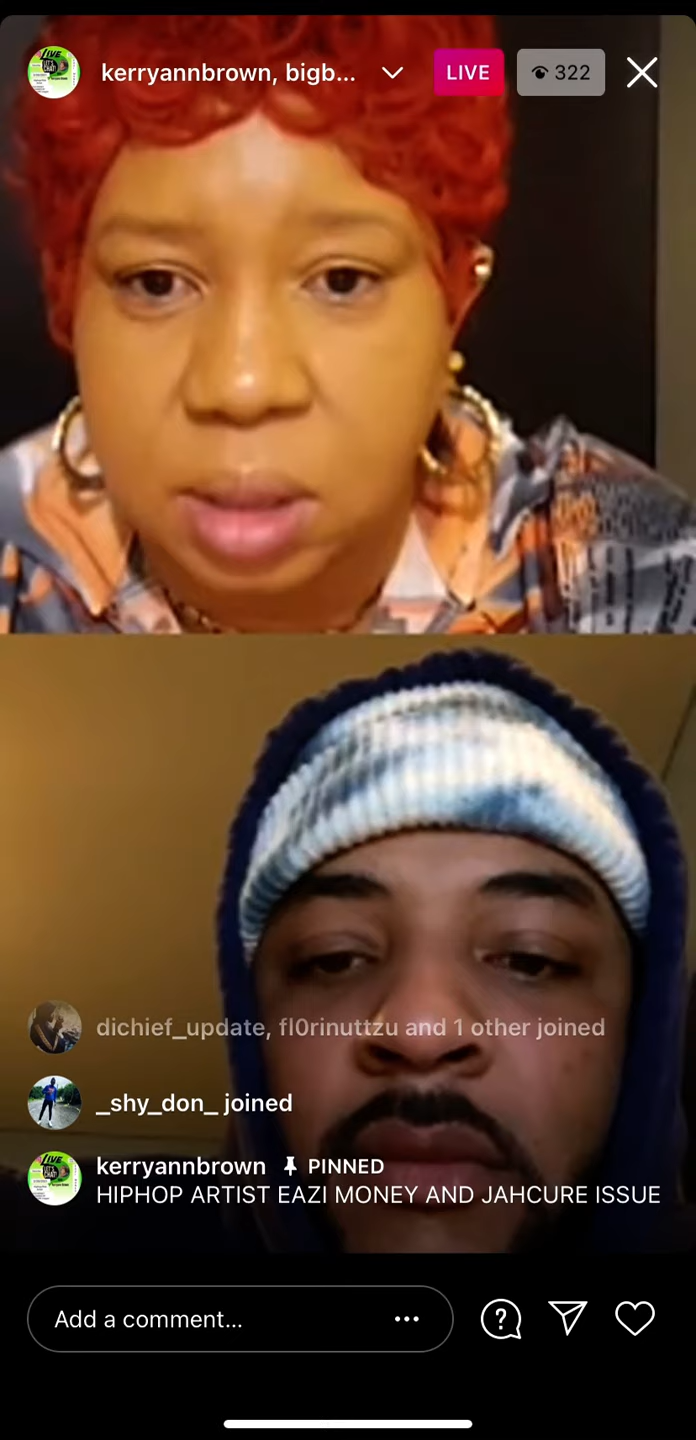 kerryannbrown, bigb...
LIVE
322
dichief_update, fl0rinuttzu and 1 other joined
_shy_don_ joined
kerryannbrown PINNED
HIPHOP ARTIST EAZI MONEY AND JAHCURE ISSUE
Add a comment...